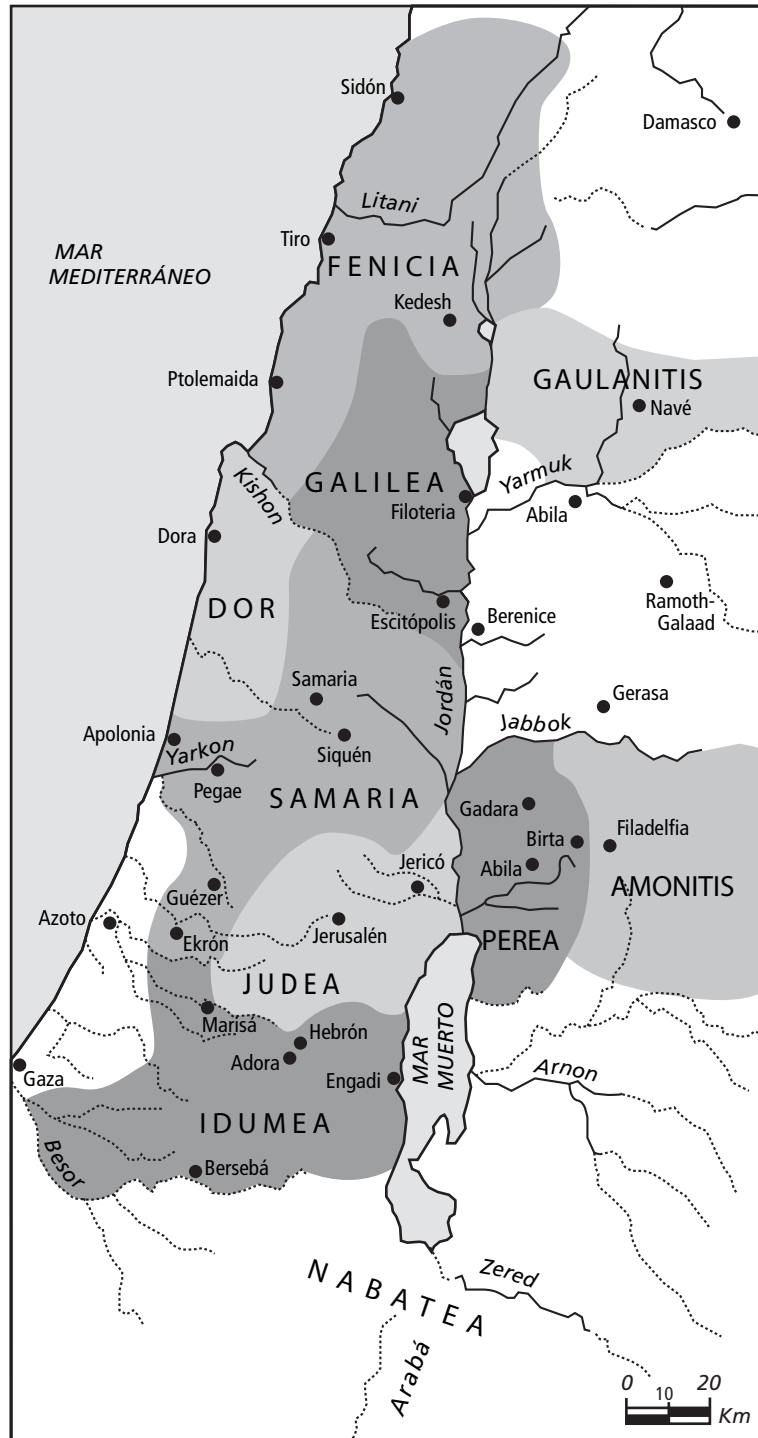 Sidón
Damasco
Litani
Tiro
MAR
MEDITERRÁNEO
FENICIA
Kedesh
Ptolemaida
GAULANITIS
Navé
Kishon
GALILEA
Yarmuk
Filoteria
Abila
Dora
DOR
Escitópolis
Berenice
Ramoth-
Galaad
Samaria
Jordán
Gerasa
Apolonia
Yarkon
Siquén
Jabbok
Pegae
SAMARIA
Gadara
Birta
Filadelfia
Jericó
Abila
AMONITIS
Guézer
Azoto
Ekrón
Jerusalén
PEREA
JUDEA
Marisa
Hebrón
Adora
MAR
MUERTO
Gaza
Engadi
Arnon
IDUMEA
Besor
Bersebá
NABATEA
Zered
Arabá
0 10 20
Km